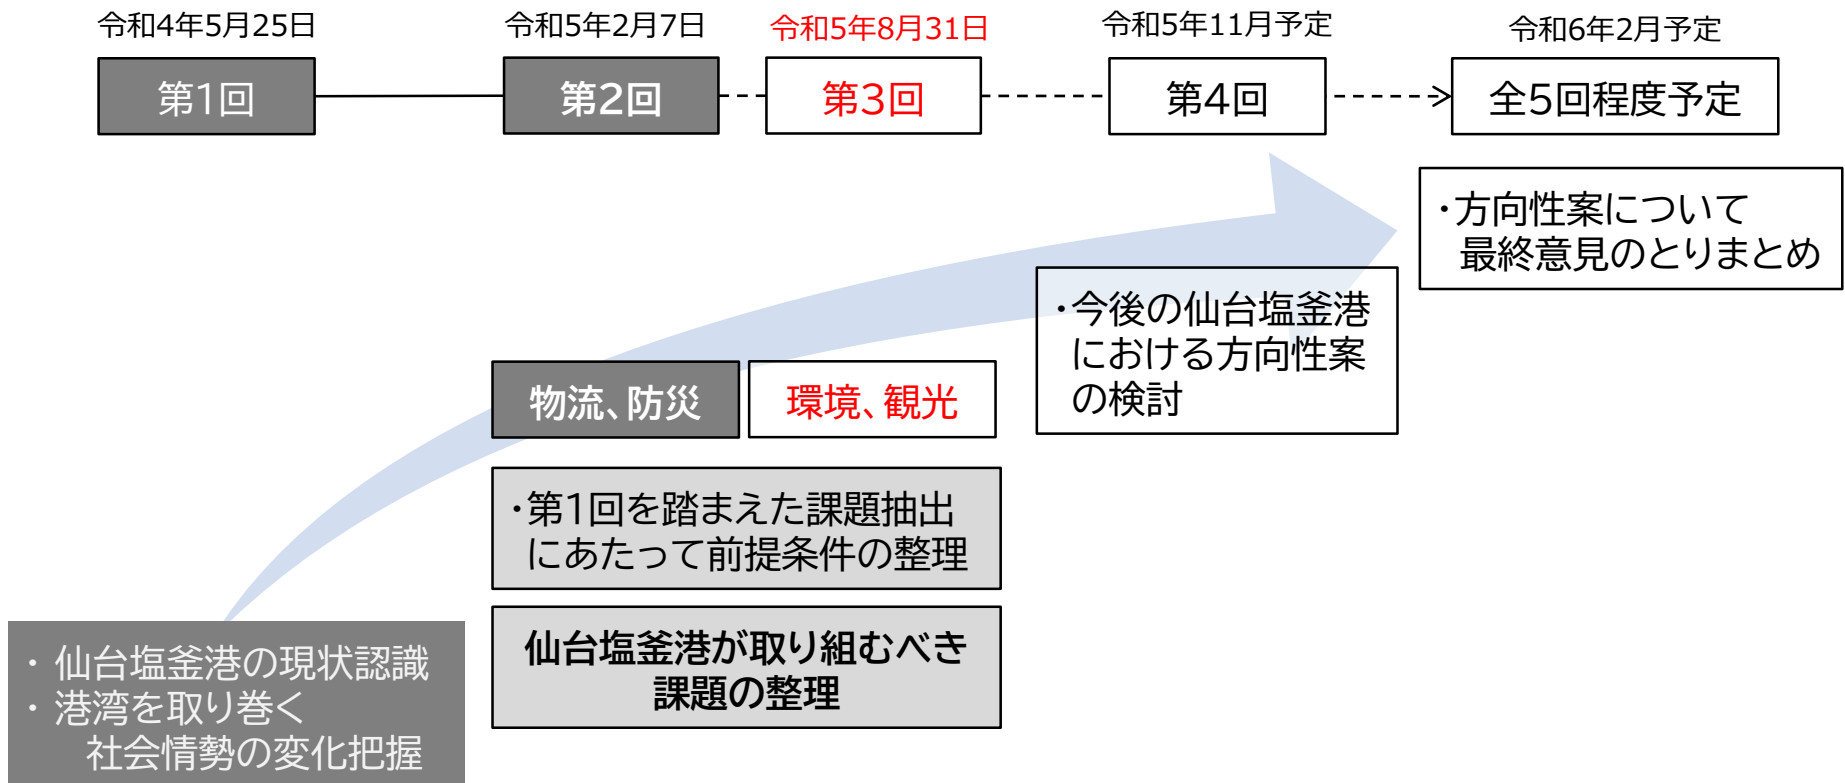 令和4年5月25日
令和5年2月7日
令和5年8月31日
令和5年11月予定
令和6年2月予定
第1回
第2回
第3回
第4回
全5回程度予定
・方向性案について
最終意見のとりまとめ
・今後の仙台塩釜港
における方向性案
の検討
物流、防災
環境、観光
・第1回を踏まえた課題抽出
にあたって前提条件の整理
仙台塩釜港が取り組むべき
課題の整理
・ 仙台塩釜港の現状認識
・ 港湾を取り巻く
社会情勢の変化把握